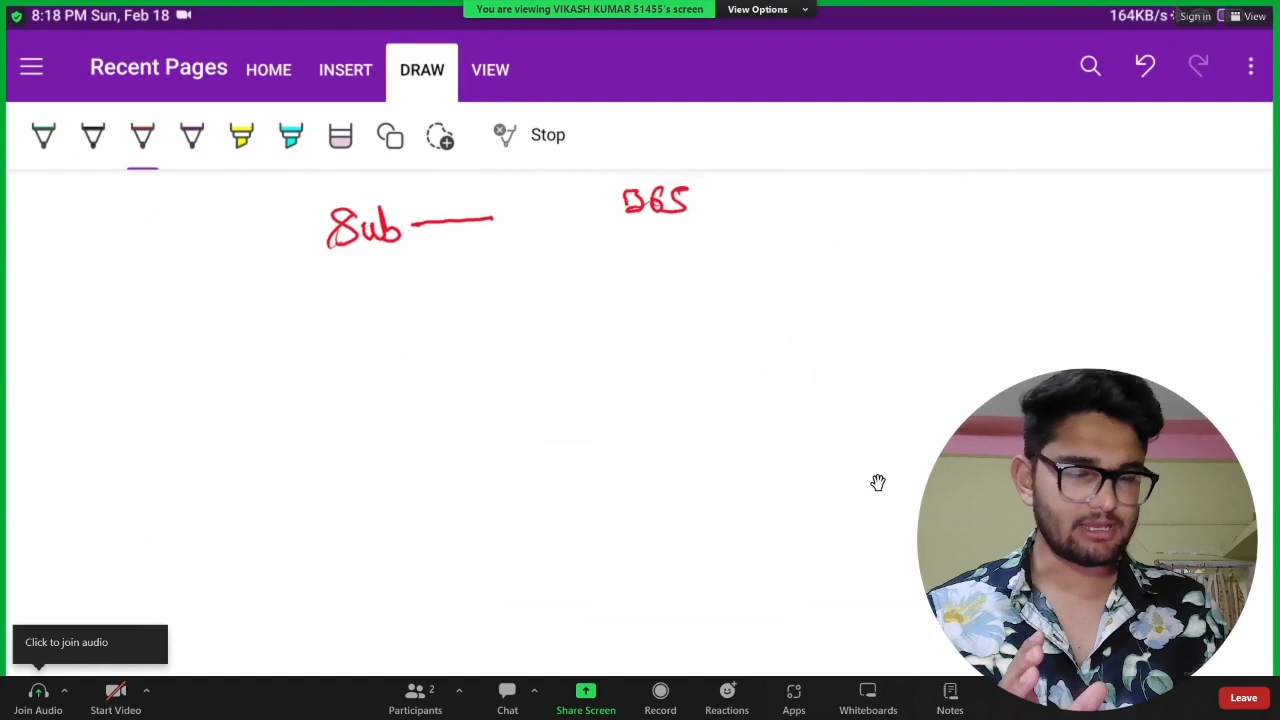 8:18 PM Sun, Feb 18
You are viewing VIKASH KUMAR 51455's screen
View Options
164KB/s
Sign in
View
Recent Pages
HOME
INSERT
DRAW
VIEW
Stop
Sub —
Click to join audio
Join Audio
Start Video
Participants
2
Chat
Share Screen
Record
Reactions
Apps
Whiteboards
Notes
Leave